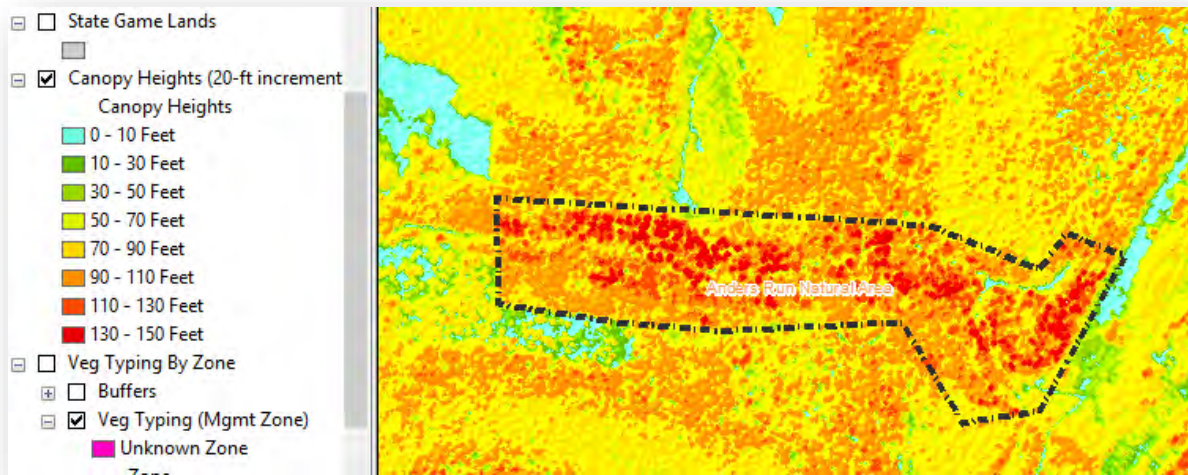 State Game Lands
Canopy Heights (20-ft increment
Canopy Heights
0 - 10 Feet
10 - 30 Feet
30 - 50 Feet
50 - 70 Feet
70 - 90 Feet
90 - 110 Feet
110 - 130 Feet
130 - 150 Feet
Veg Typing By Zone
Buffers
Veg Typing (Mgmt Zone)
Unknown Zone
Zone
Anders Run Natural Area